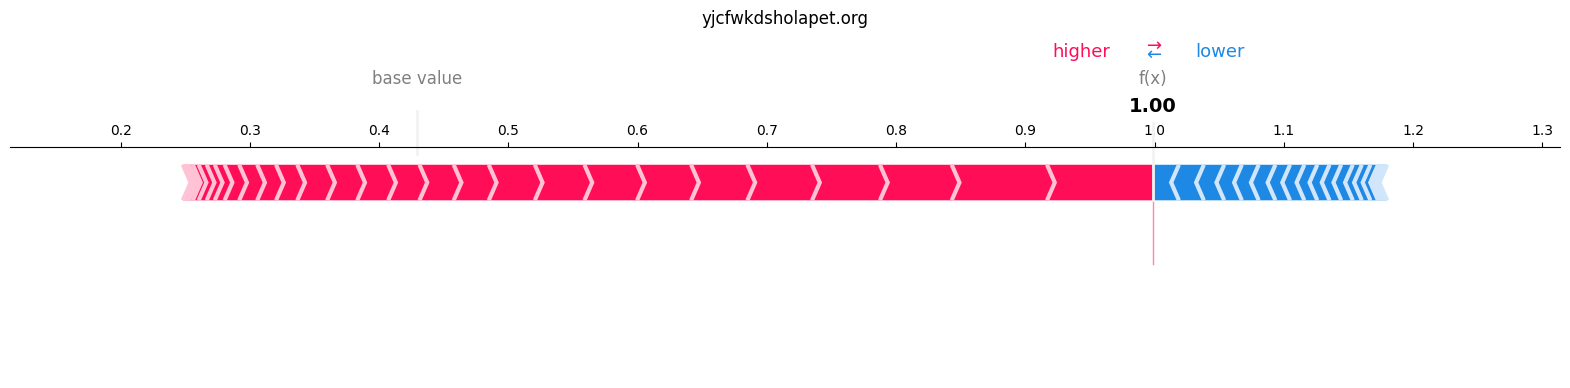 yjcfwkdsholapet.org
higher ⇄ lower
base value f(x)
1.00
0.2 0.3 0.4 0.5 0.6 0.7 0.8 0.9 1.0 1.1 1.2 1.3